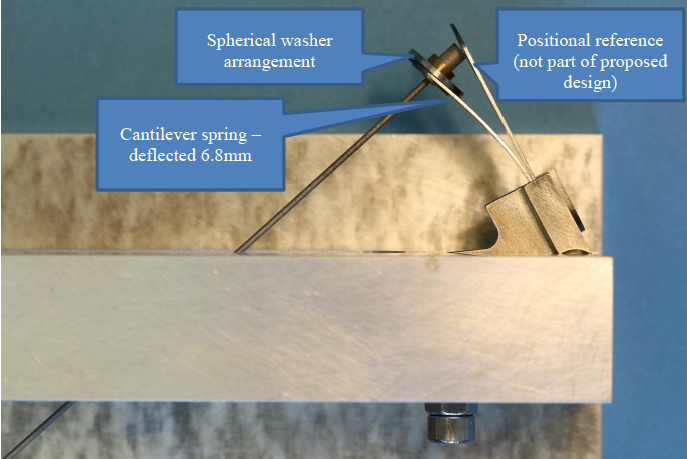 Spherical washer
arrangement
Positional reference
(not part of proposed
design)
Cantilever spring –
deflected 6.8mm